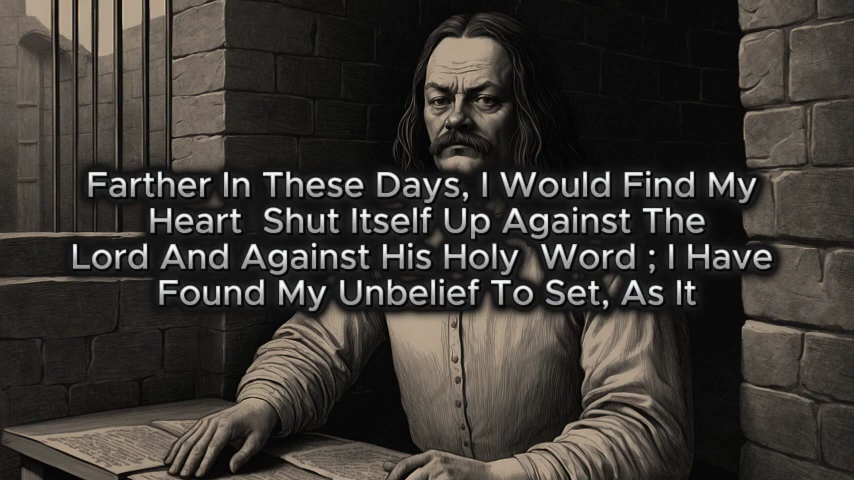 Farther In These Days, I Would Find My
Heart  Shut Itself Up Against The
Lord And Against His Holy  Word ; I Have
Found My Unbelief To Set, As It